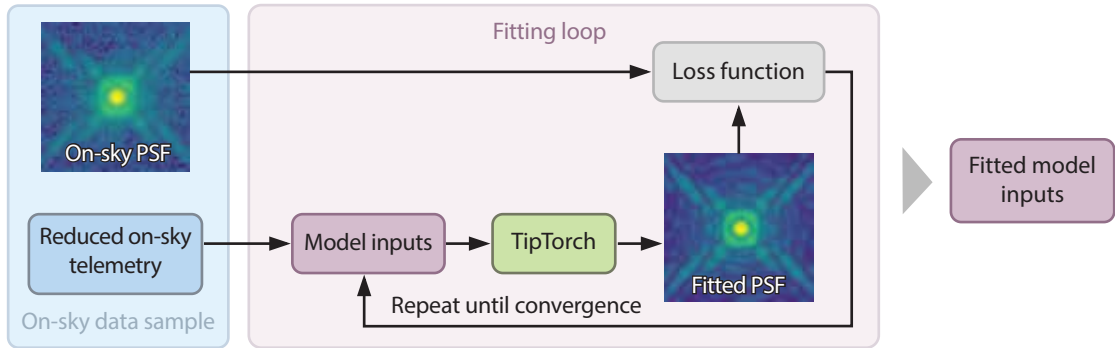 On-sky PSF
Reduced on-sky
telemetry
On-sky data sample
Fitting loop
Loss function
Model inputs
TipTorch
Fitted PSF
Repeat until convergence
Fitted model
inputs